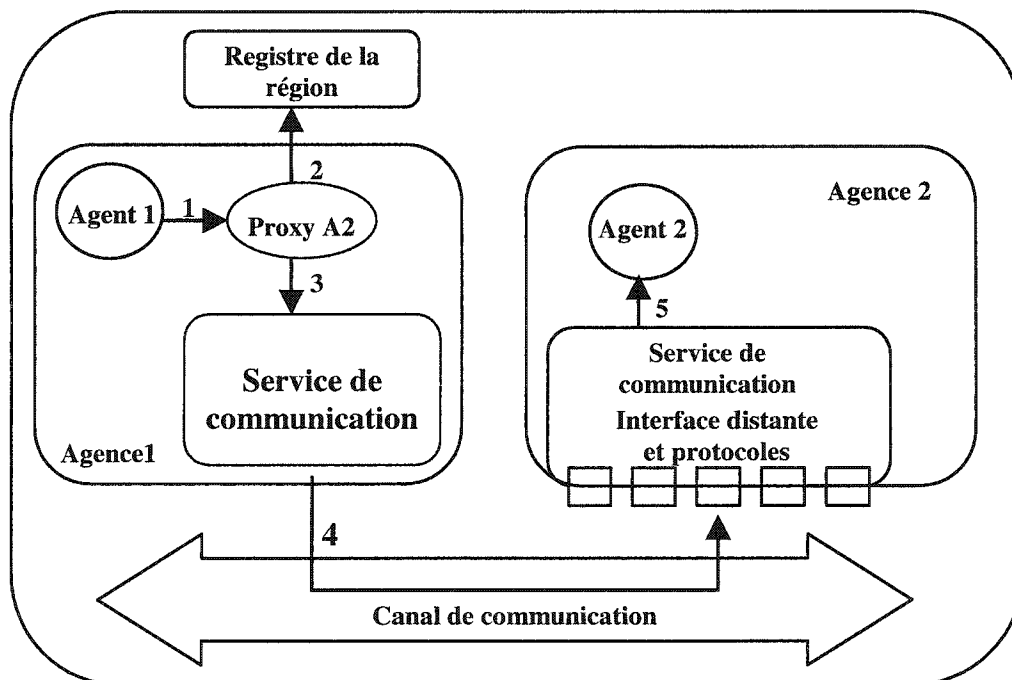 Registre de la
région
2
Agent 1
1
Proxy A2
3
Service de
communication
Agence1
Agence 2
Agent 2
5
Service de
communication
Interface distante
et protocoles
4
Canal de communication